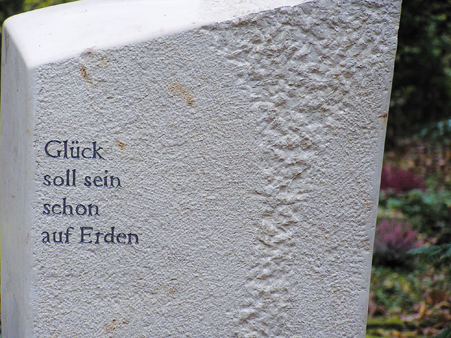 Glück
soll sein
schon
auf Erden